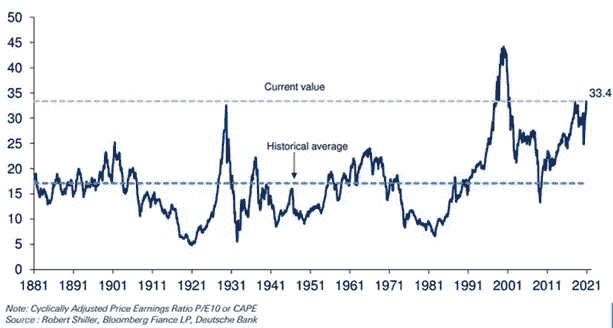 50
45
40
35
30
25
20
15
10
5
0
Current value
33.4
Historical average
1881 1891 1901 1911 1921 1931 1941 1951 1961 1971 1981 1991 2001 2011 2021
Note: Cyclically Adjusted Price Earnings Ratio P/E10 or CAPE
Source : Robert Shiller, Bloomberg Fiance LP, Deutsche Bank